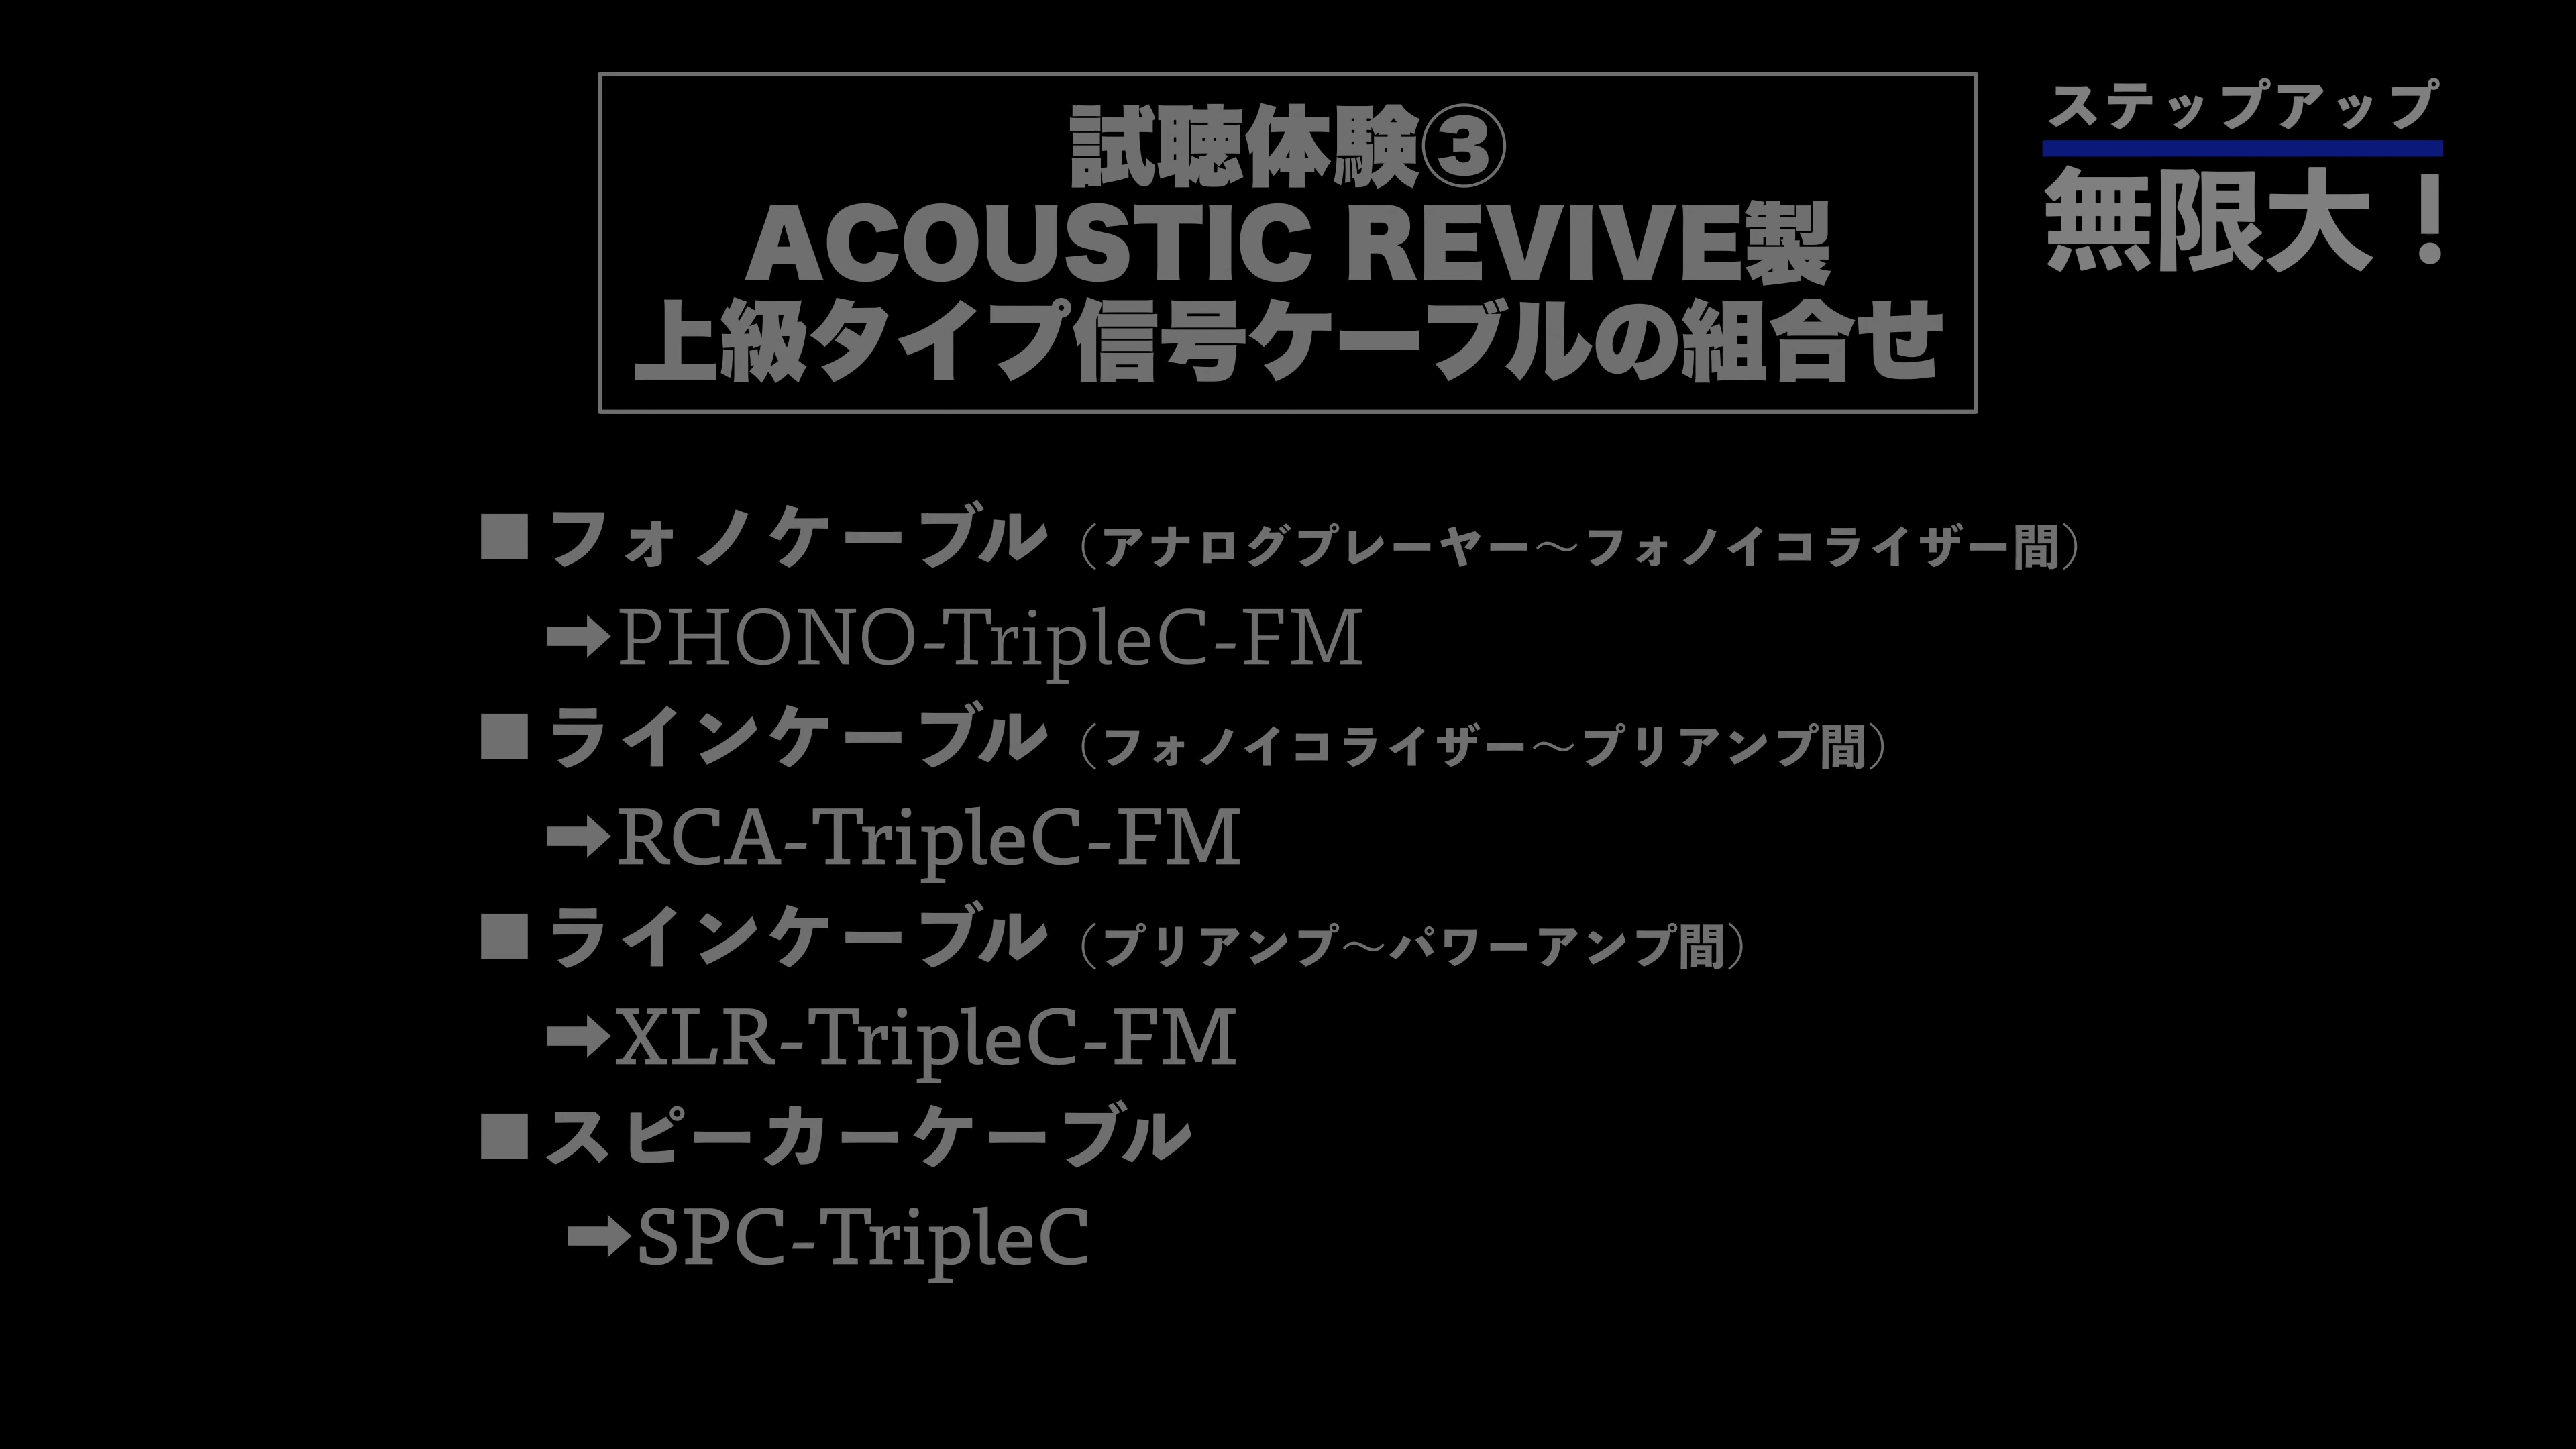 試聴体験③
ACOUSTIC REVIVE製
上級タイプ信号ケーブルの組合せ
ステップアップ
無限大！
■フォノケーブル（アナログプレーヤー〜フォノイコライザー間）
➡PHONO-TripleC-FM
■ラインケーブル（フォノイコライザー〜プリアンプ間）
➡RCA-TripleC-FM
■ラインケーブル（プリアンプ〜パワーアンプ間）
➡XLR-TripleC-FM
■スピーカーケーブル
➡SPC-TripleC